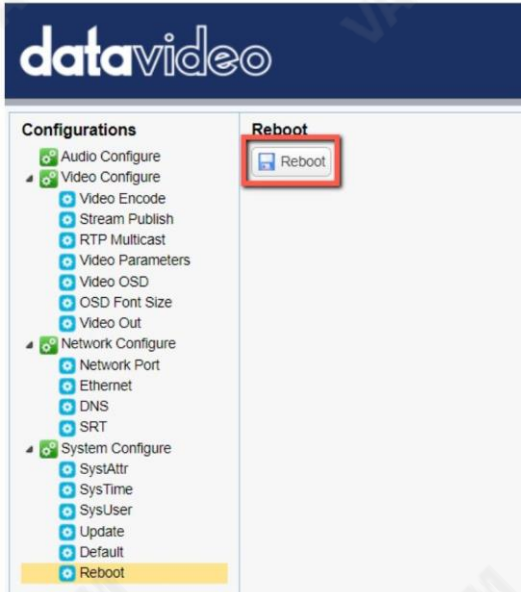 datavideo
Configurations
Audio Configure
Video Configure
Video Encode
Stream Publish
RTP Multicast
Video Parameters
Video OSD
OSD Font Size
Video Out
Network Configure
Network Port
Ethernet
DNS
SRT
System Configure
SystAttr
SysTime
SysUser
Update
Default
Reboot
Reboot
Reboot